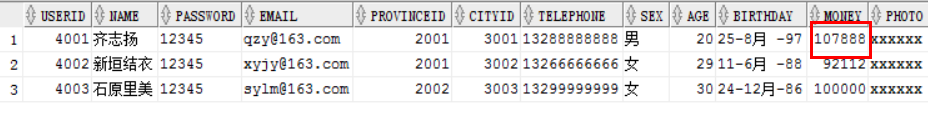 USERID NAME PASSWORD EMAIL PROVINCEID CITYID TELEPHONE SEX AGE BIRTHDAY MONEY PHOTO
1 4001 齐志扬 12345 qzy@163.com 2001 3001 13288888888 男 20 25-8月 -97 107888 xxxxxx
2 4002 新垣结衣 12345 xyjy@163.com 2001 3002 13266666666 女 29 11-6月 -88 92112 xxxxxx
3 4003 石原里美 12345 sylm@163.com 2002 3003 13299999999 女 30 24-12月-86 100000 xxxxxx